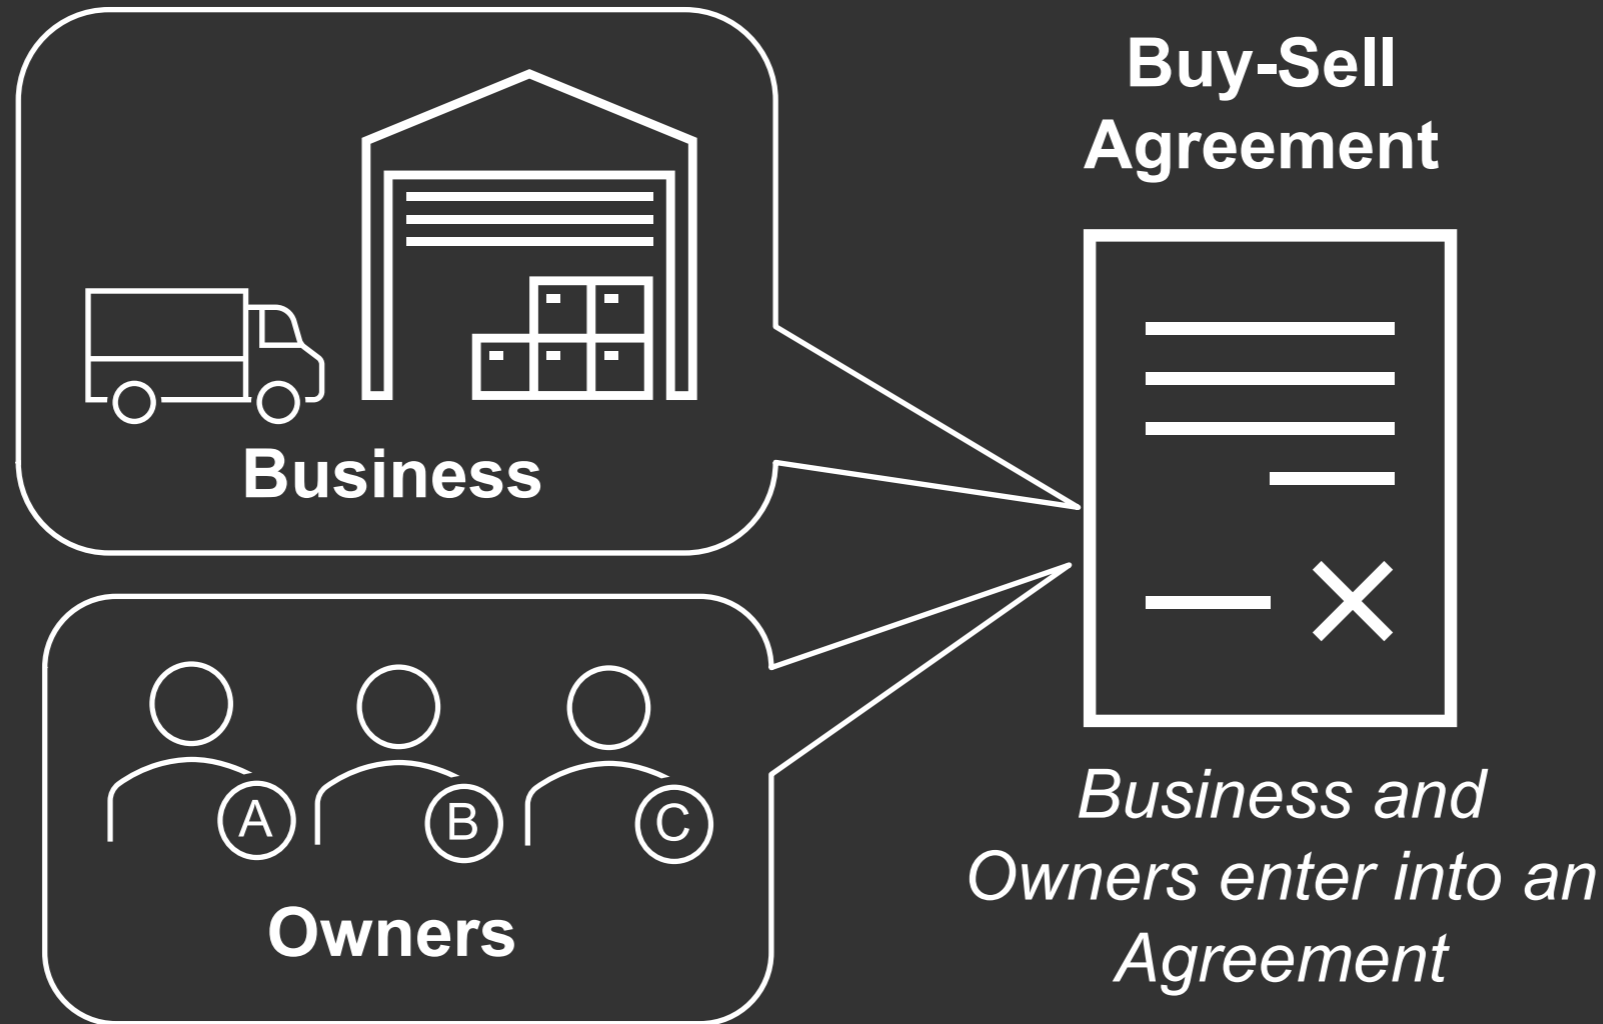 Business
A
B
C
Owners
Buy-Sell
Agreement
Business and
Owners enter into an
Agreement